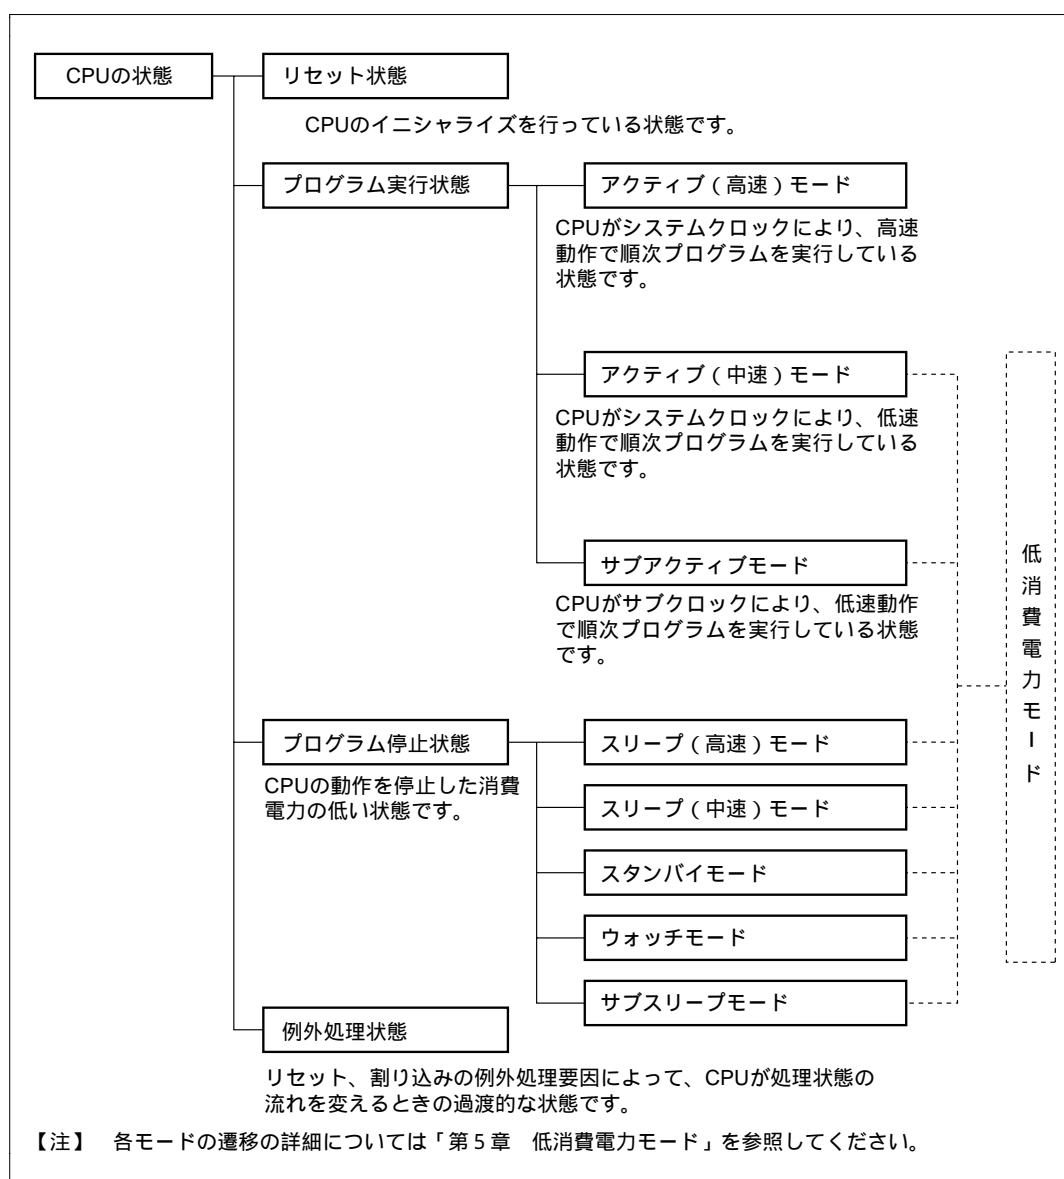 CPUの状態
リセット状態
CPUのイニシャライズを行っている状態です。
プログラム実行状態
アクティブ（高速）モード
CPUがシステムクロックにより、高速
動作で順次プログラムを実行している
状態です。
アクティブ（中速）モード
CPUがシステムクロックにより、低速
動作で順次プログラムを実行している
状態です。
サブアクティブモード
CPUがサブクロックにより、低速動作
で順次プログラムを実行している状態
です。
低消費電力モード
プログラム停止状態
CPUの動作を停止した消費
電力の低い状態です。
スリープ（高速）モード
スリープ（中速）モード
スタンバイモード
ウォッチモード
サブスリープモード
例外処理状態
リセット、割り込みの例外処理要因によって、CPUが処理状態の
流れを変えるときの過渡的な状態です。
【注】　各モードの遷移の詳細については「第５章　低消費電力モード」を参照してください。